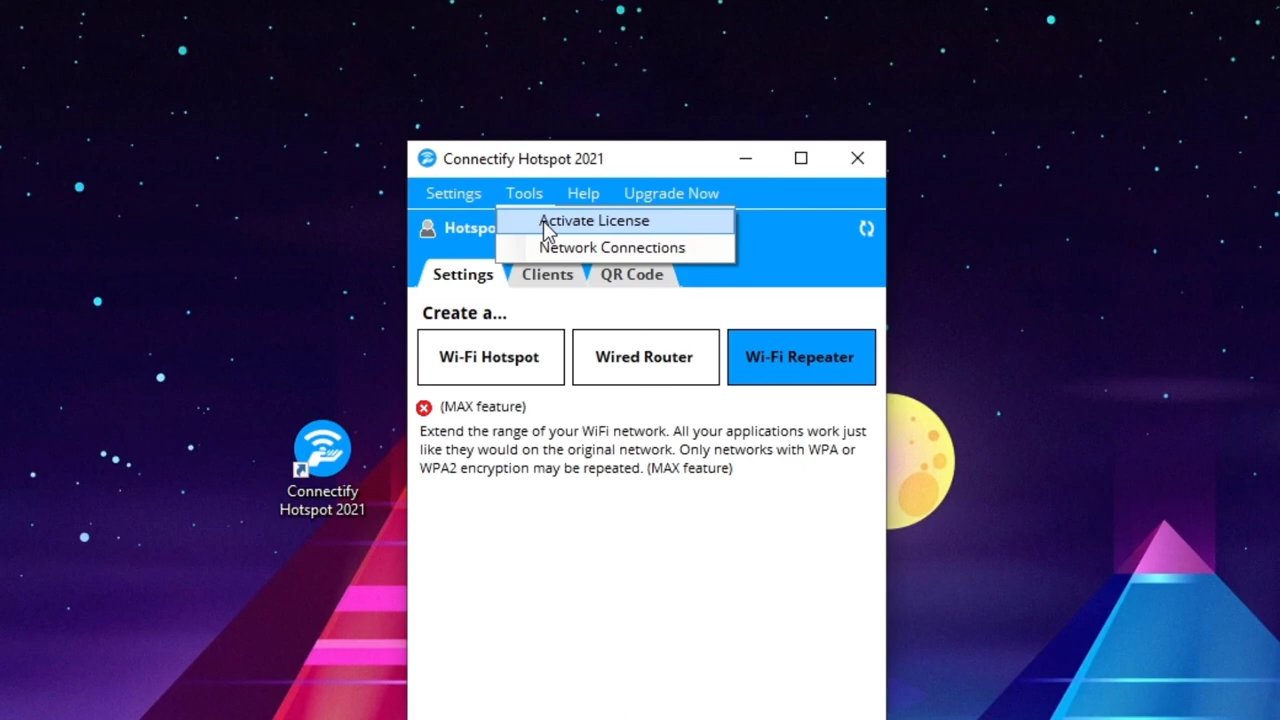 Connectify Hotspot 2021
Settings Tools Help Upgrade Now
Activate License
Hotspo
Network Connections
Settings Clients QR Code
Create a...
Wi-Fi Hotspot Wired Router Wi-Fi Repeater
(MAX feature)
Extend the range of your WiFi network. All your applications work just
like they would on the original network. Only networks with WPA or
WPA2 encryption may be repeated. (MAX feature)
Connectify
Hotspot 2021